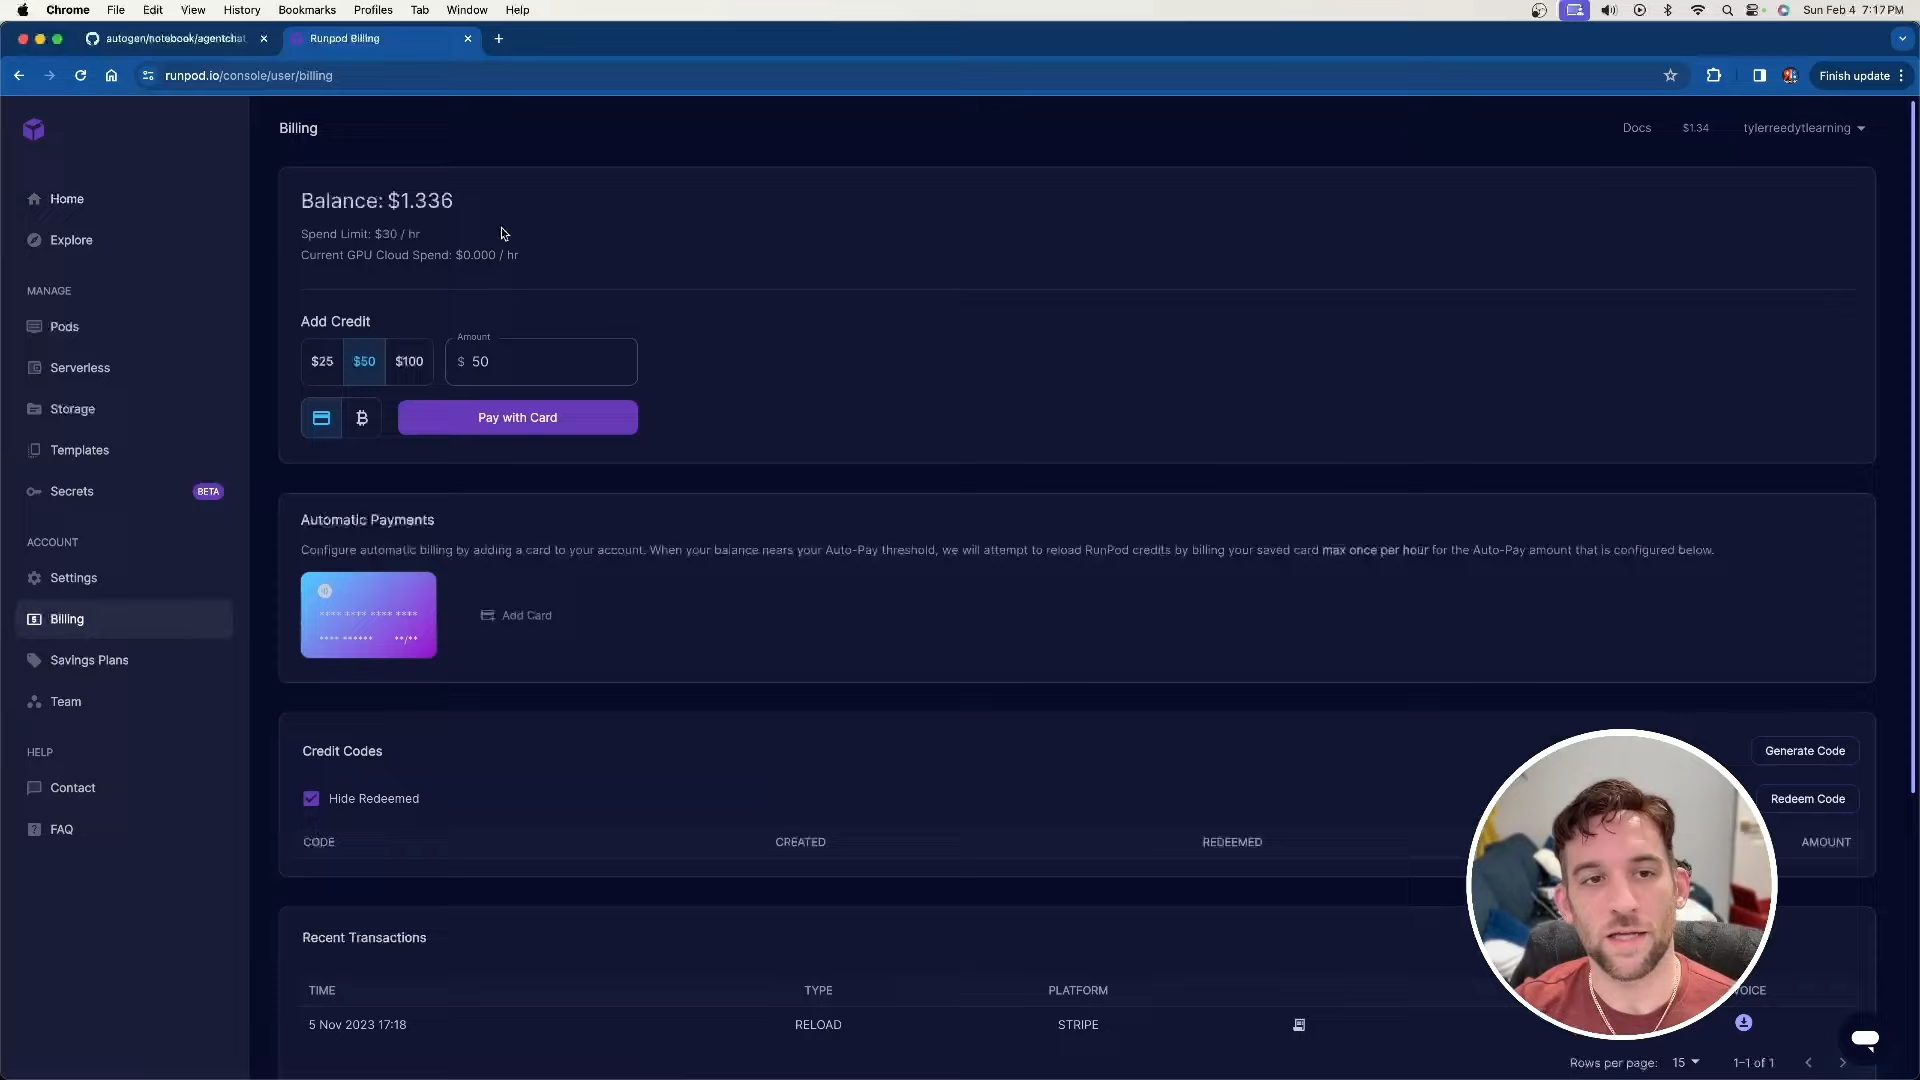 Chrome File Edit View History Bookmarks Profiles Tab Window Help Sun Feb 4 7:17 PM
autogen/notebook/agentchat_
Runpod Billing
runpod.io/console/user/billing
Finish update
Billing
Docs
$1.34
tylerreedytlearning
Home
Explore
MANAGE
Pods
Serverless
Storage
Templates
Secrets
BETA
ACCOUNT
Settings
Billing
Savings Plans
Team
HELP
Contact
FAQ
Balance: $1.336
Spend Limit: $30 / hr
Current GPU Cloud Spend: $0.000 / hr
Add Credit
$25
$50
$100
Amount
$ 50
Pay with Card
Automatic Payments
Configure automatic billing by adding a card to your account. When your balance nears your Auto-Pay threshold, we will attempt to reload RunPod credits by billing your saved card max once per hour for the Auto-Pay amount that is configured below.
**** **** **** ****
**** ****** **/**
Add Card
Credit Codes
Generate Code
Hide Redeemed
Redeem Code
CODE CREATED REDEEMED AMOUNT
Recent Transactions
TIME TYPE PLATFORM VOICE
5 Nov 2023 17:18 RELOAD STRIPE
Rows per page: 15 1-1 of 1